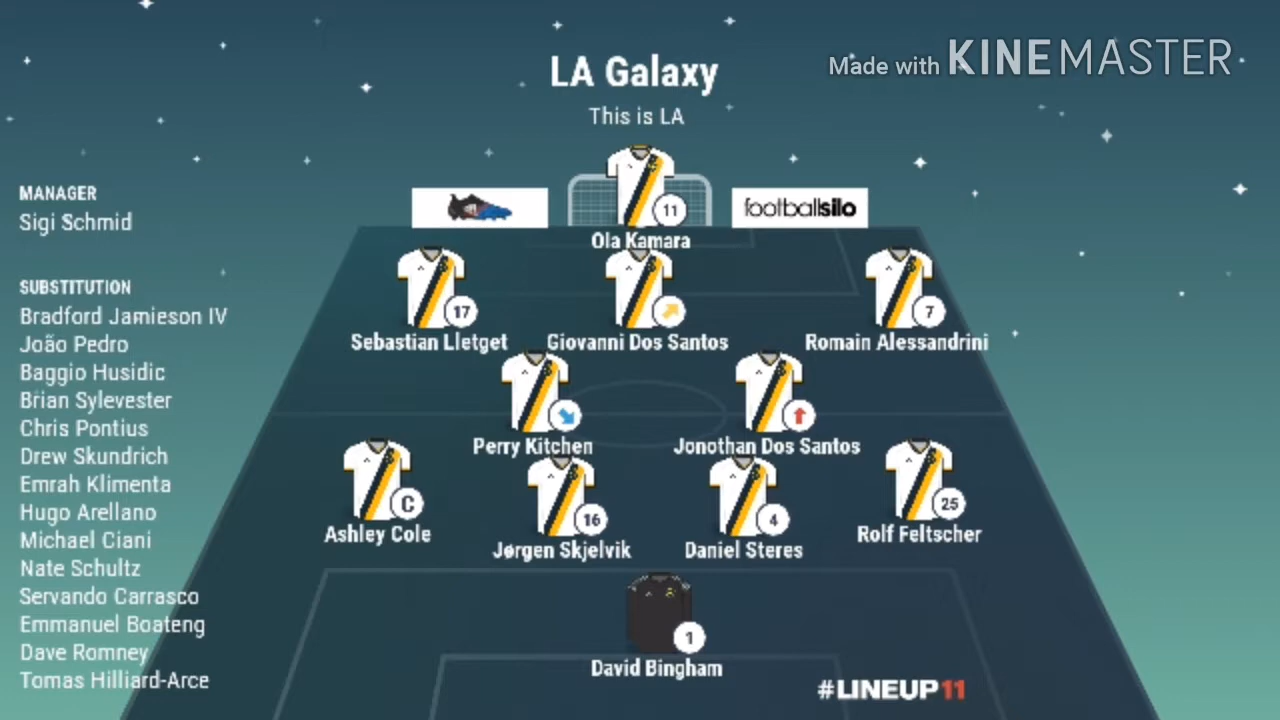 LA Galaxy
This is LA
Made with KINEMASTER
MANAGER
Sigi Schmid
SUBSTITUTION
Bradford Jamieson IV
João Pedro
Baggio Husidic
Brian Sylevester
Chris Pontius
Drew Skundrich
Emrah Klimenta
Hugo Arellano
Michael Ciani
Nate Schultz
Servando Carrasco
Emmanuel Boateng
Dave Romney
Tomas Hilliard-Arce
footballsilo
11
Ola Kamara
17
Sebastian Lletget
Giovanni Dos Santos
7
Romain Alessandrini
Perry Kitchen
Jonothan Dos Santos
C
Ashley Cole
16
Jørgen Skjelvik
4
Daniel Steres
25
Rolf Feltscher
1
David Bingham
#LINEUP11